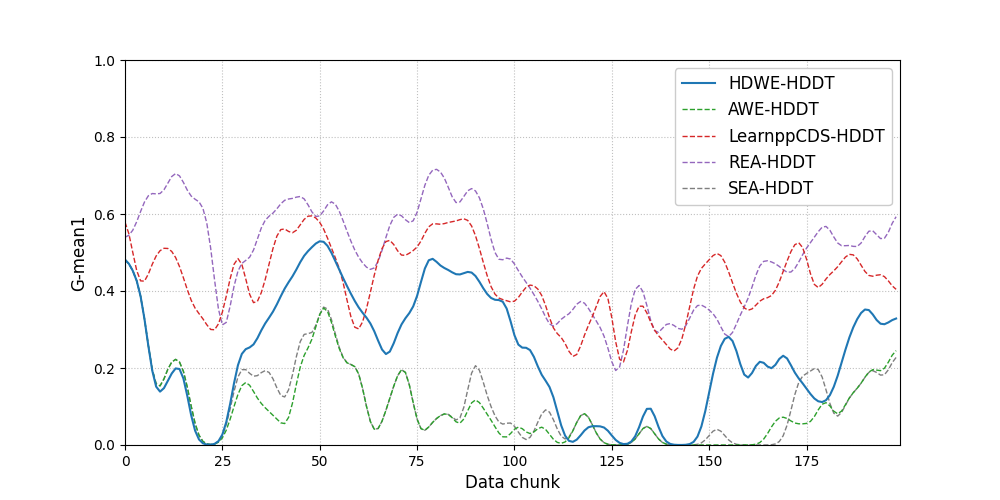 1.0
0.8
0.6
0.4
0.2
0.0
G-mean1
0 25 50 75 100 125 150 175
Data chunk
HDWE-HDDT
AWE-HDDT
LearnppCDS-HDDT
REA-HDDT
SEA-HDDT